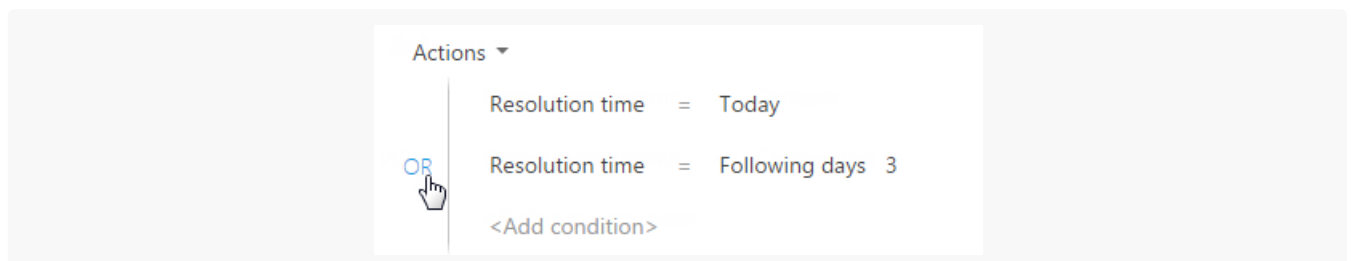 Actions
Resolution time = Today
OR Resolution time = Following days 3
<Add condition>